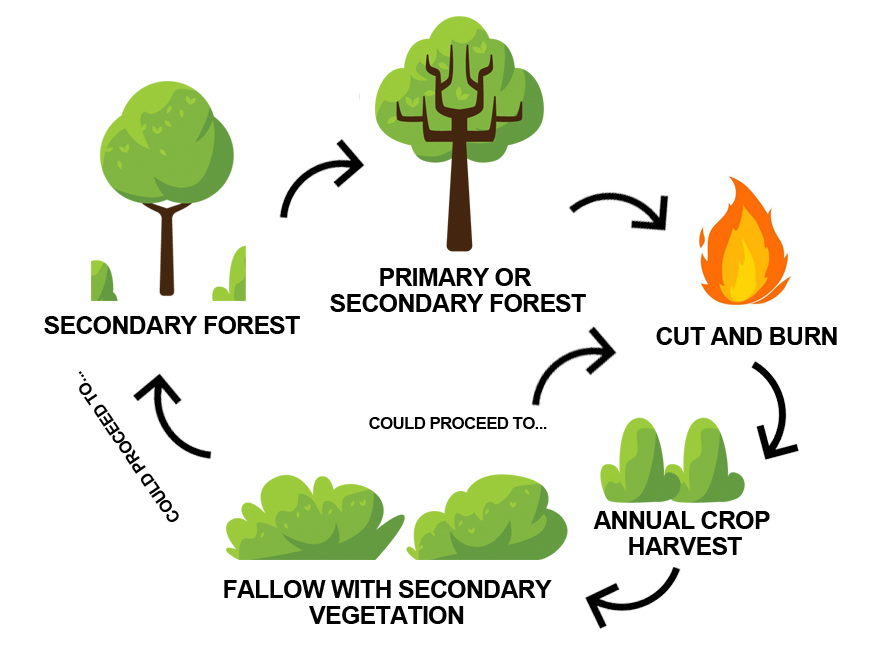 PRIMARY OR
SECONDARY FOREST
SECONDARY FOREST
CUT AND BURN
COULD PROCEED TO...
COULD PROCEED TO...
ANNUAL CROP
HARVEST
FALLOW WITH SECONDARY
VEGETATION